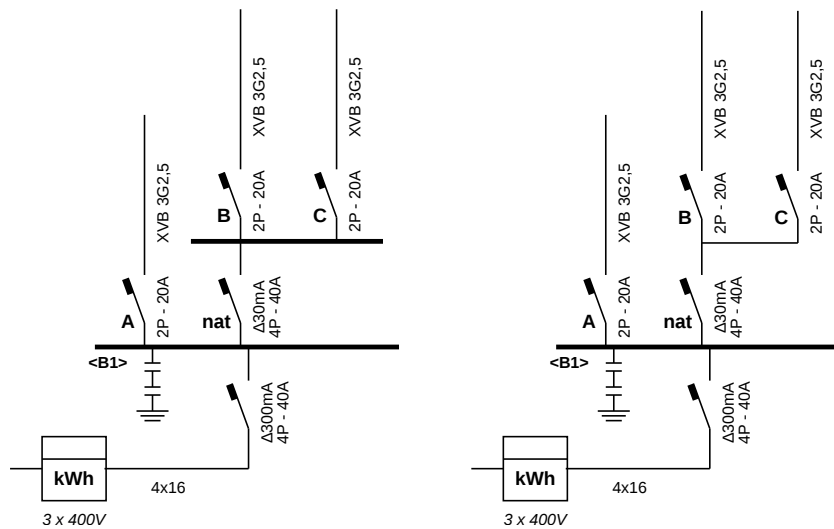 XVB 3G2,5
XVB 3G2,5
XVB 3G2,5
B
2P - 20A
C
2P - 20A
A
2P - 20A
nat
Δ30mA
4P - 40A
<B1>
Δ300mA
4P - 40A
kWh
4x16
3 x 400V
XVB 3G2,5
XVB 3G2,5
XVB 3G2,5
B
2P - 20A
C
2P - 20A
A
2P - 20A
nat
Δ30mA
4P - 40A
<B1>
Δ300mA
4P - 40A
kWh
4x16
3 x 400V